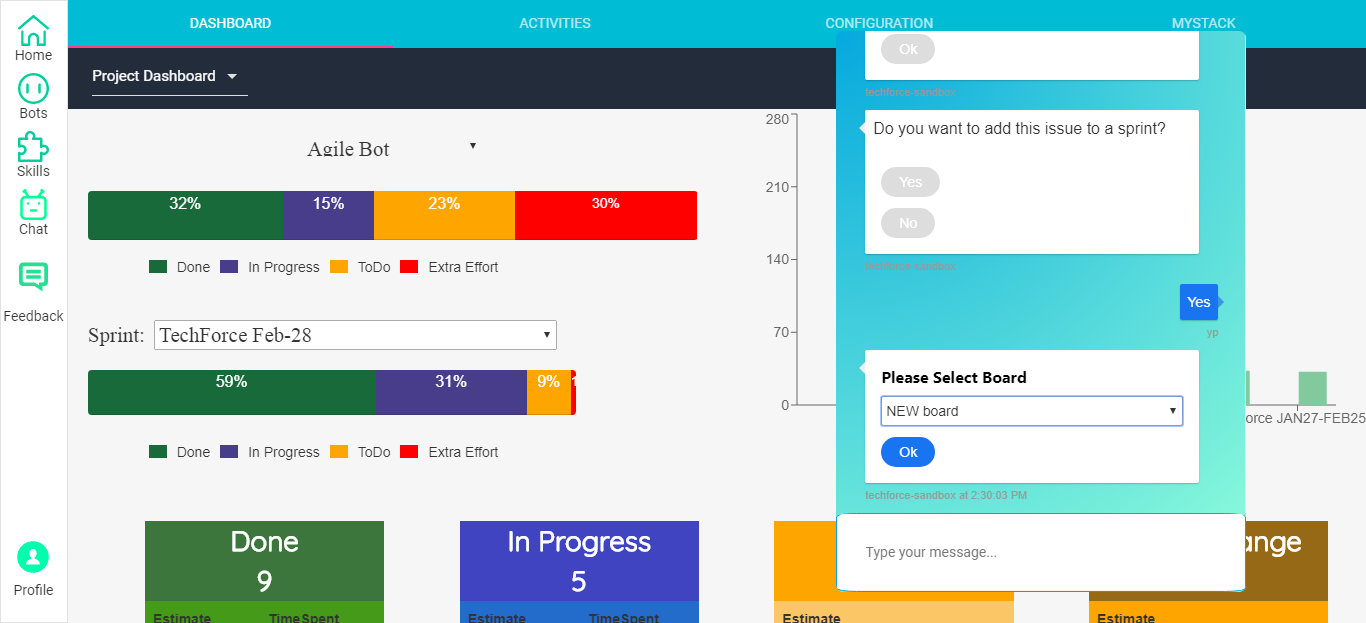 DASHBOARD
ACTIVITIES
CONFIGURATION
MYSTACK
Home
Bots
Skills
Chat
Feedback
Profile
Project Dashboard
Agile Bot
32%
15%
23%
30%
Done
In Progress
ToDo
Extra Effort
Sprint:
TechForce Feb-28
59%
31%
9%
Done
In Progress
ToDo
Extra Effort
280
210
140
70
0
orce JAN27-FEB25
Done
9
Estimate
TimeSpent
In Progress
5
Estimate
TimeSpent
Estimate
ange
Estimate
Ok
techforce-sandbox
Do you want to add this issue to a sprint?
Yes
No
techforce-sandbox
Yes
yp
Please Select Board
NEW board
Ok
techforce-sandbox at 2:30:03 PM
Type your message...